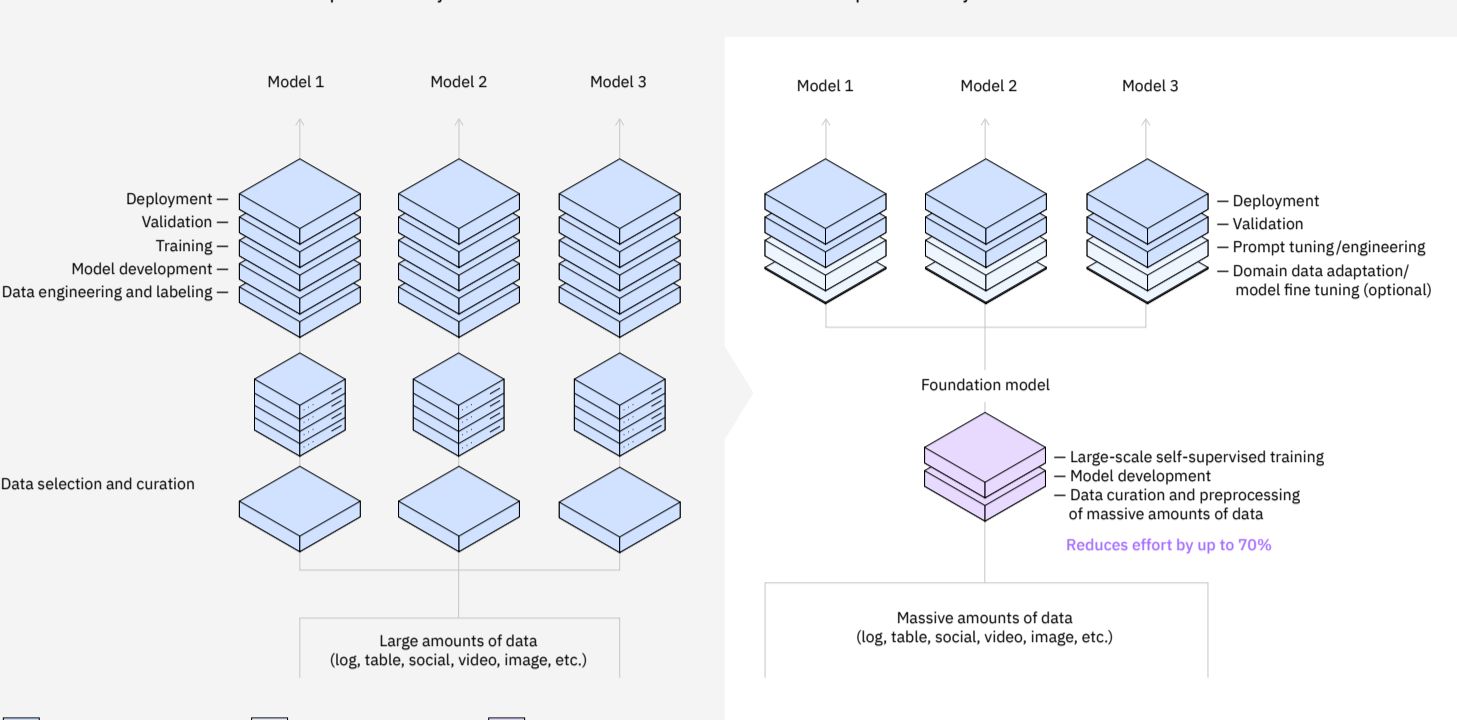 Model 1
Model 2
Model 3
Deployment —
Validation —
Training —
Model development —
Data engineering and labeling —
Data selection and curation
Large amounts of data
(log, table, social, video, image, etc.)
Model 1
Model 2
Model 3
— Deployment
— Validation
— Prompt tuning/engineering
— Domain data adaptation/
model fine tuning (optional)
Foundation model
— Large-scale self-supervised training
— Model development
— Data curation and preprocessing
of massive amounts of data
Reduces effort by up to 70%
Massive amounts of data
(log, table, social, video, image, etc.)